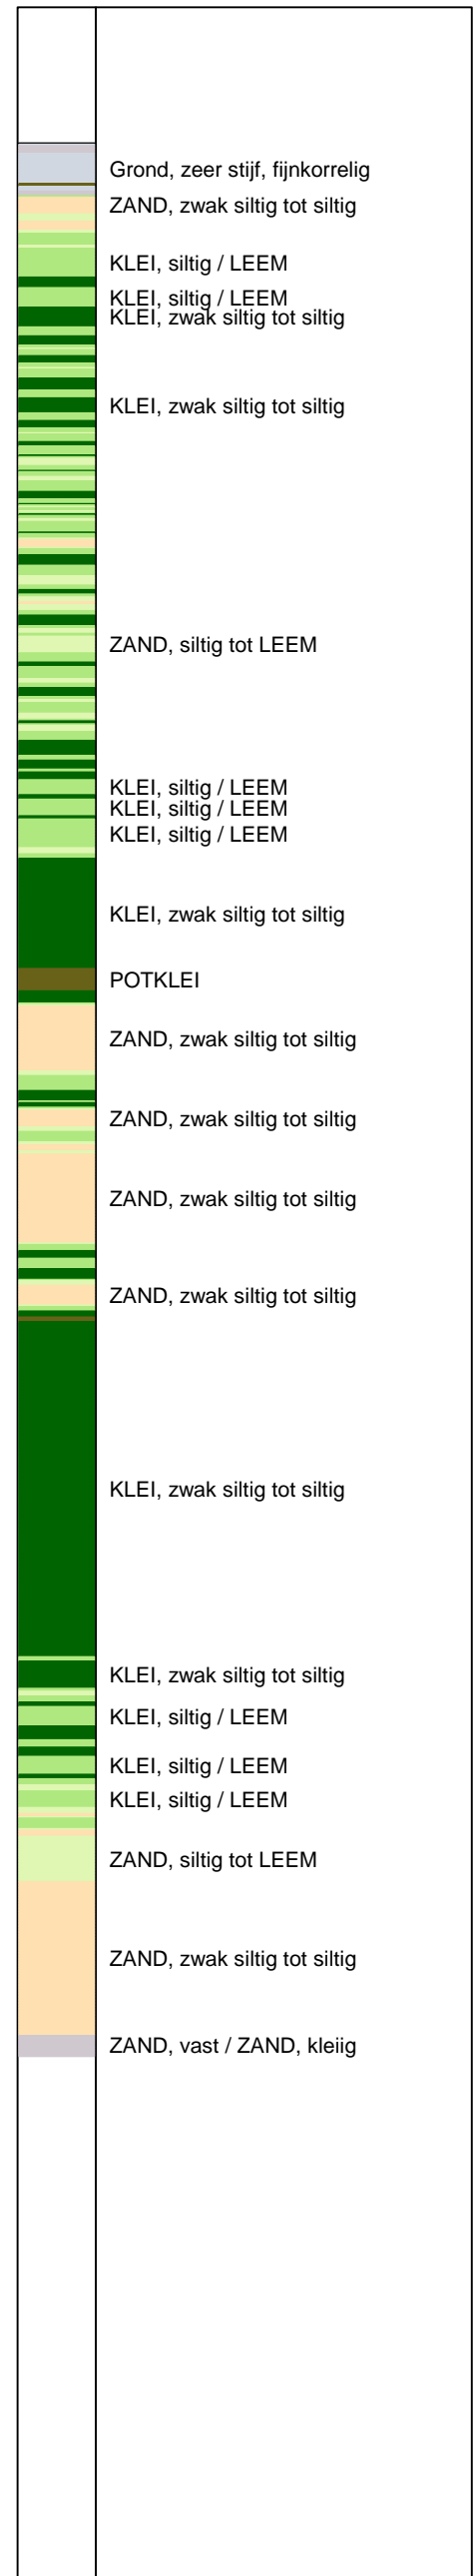 Grond, zeer stijf, fijnkorrelig
ZAND, zwak siltig tot siltig
KLEI, siltig / LEEM
KLEI, siltig / LEEM
KLEI, zwak siltig tot siltig
KLEI, zwak siltig tot siltig
ZAND, siltig tot LEEM
KLEI, siltig / LEEM
KLEI, siltig / LEEM
KLEI, siltig / LEEM
KLEI, zwak siltig tot siltig
POTKLEI
ZAND, zwak siltig tot siltig
ZAND, zwak siltig tot siltig
ZAND, zwak siltig tot siltig
ZAND, zwak siltig tot siltig
KLEI, zwak siltig tot siltig
KLEI, zwak siltig tot siltig
KLEI, siltig / LEEM
KLEI, siltig / LEEM
KLEI, siltig / LEEM
ZAND, siltig tot LEEM
ZAND, zwak siltig tot siltig
ZAND, vast / ZAND, kleiig